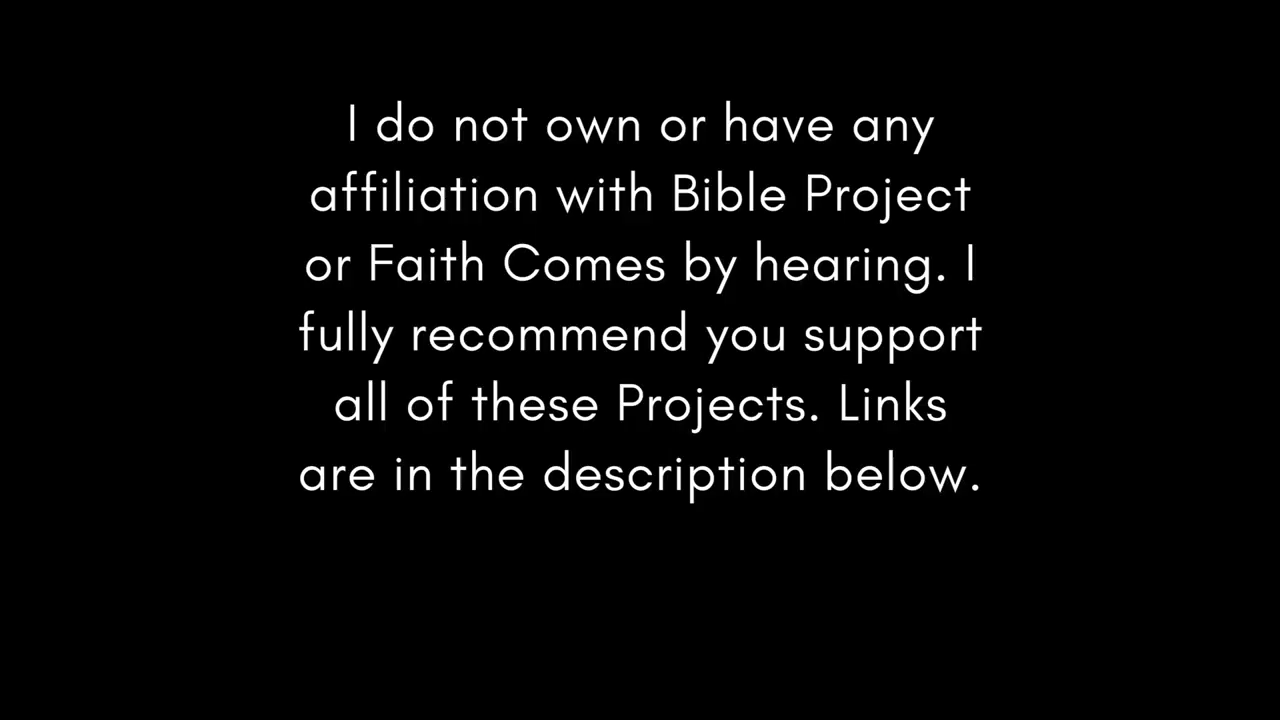 I do not own or have any
affiliation with Bible Project
or Faith Comes by hearing. I
fully recommend you support
all of these Projects. Links
are in the description below.